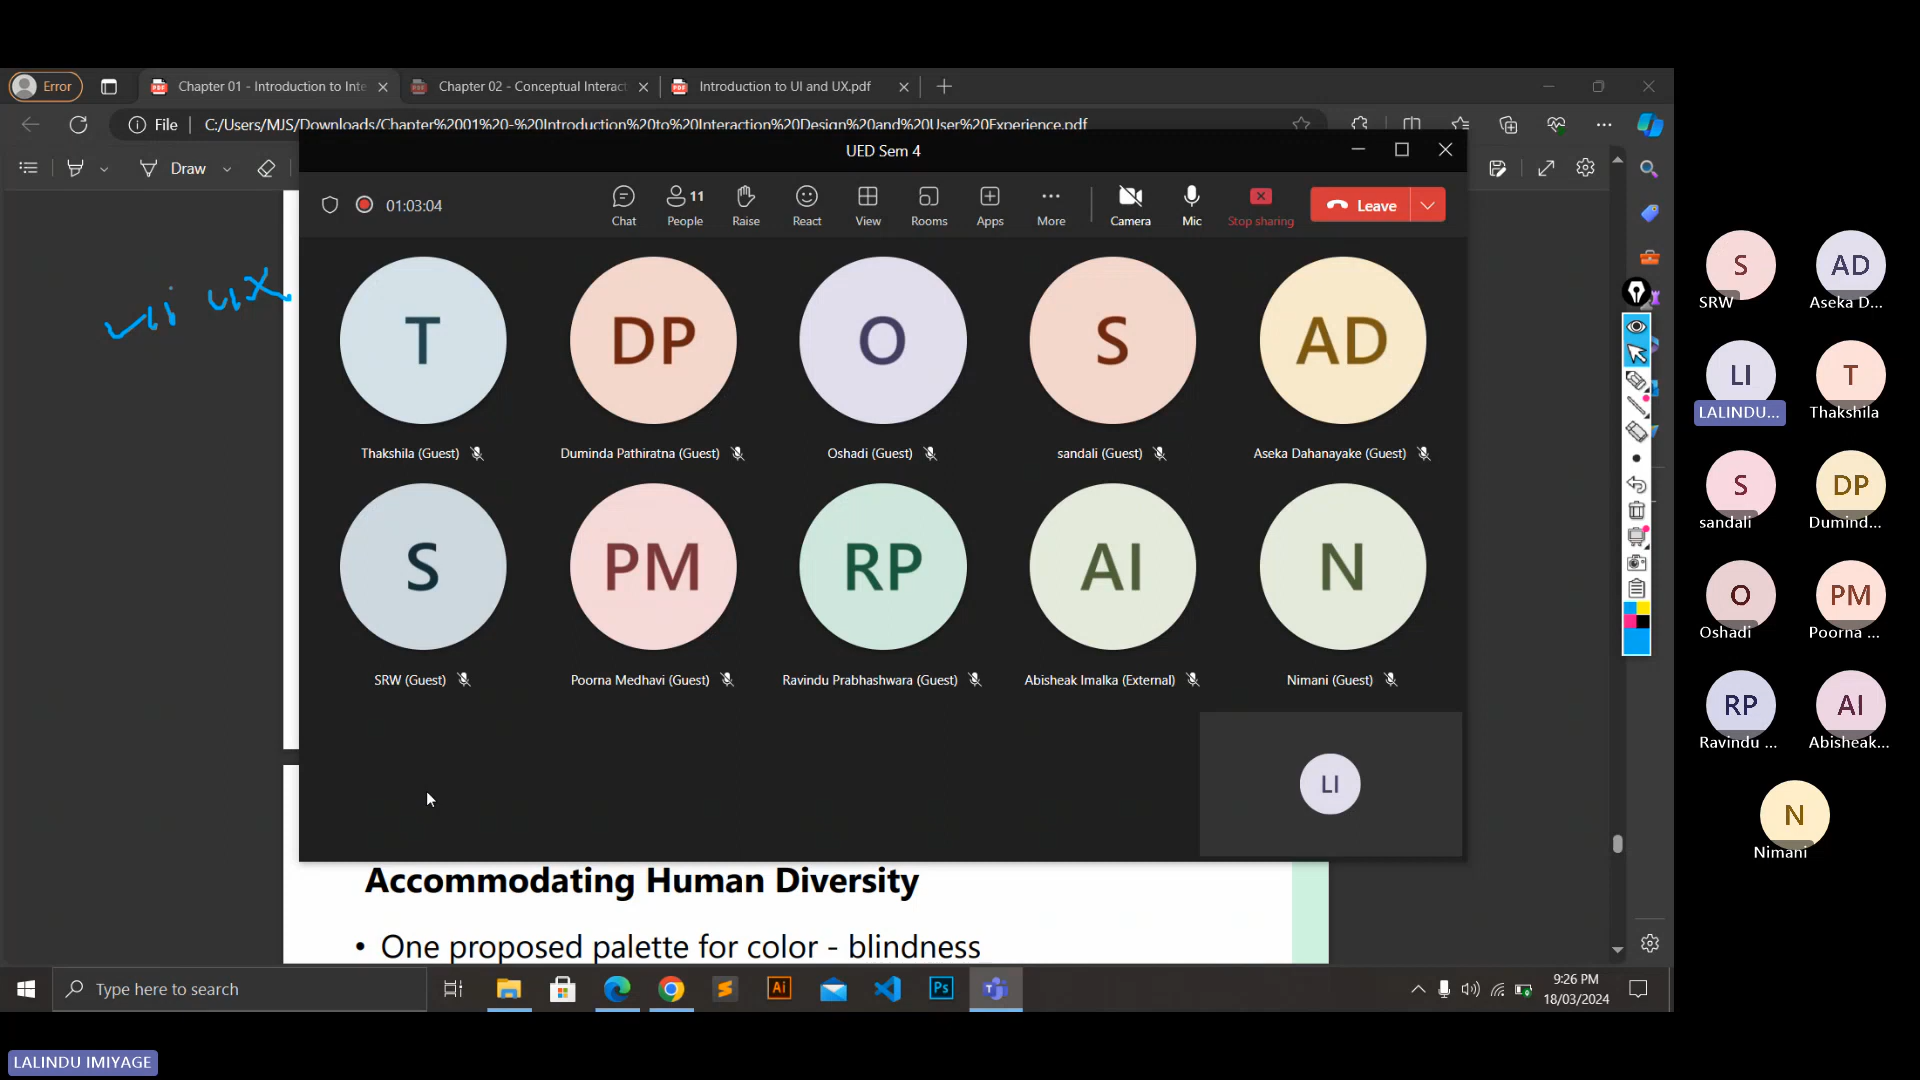 Error
Chapter 01 - Introduction to Inte
Chapter 02 - Conceptual Interact
Introduction to UI and UX.pdf
File
C:/Users/MJS/Downloads/Chapter%2001%20-%20Introduction%20to%20Interaction%20Design%20and%20User%20Experience.pdf
Draw
UED Sem 4
01:03:04
Chat
11
People
Raise
React
View
Rooms
Apps
More
Camera
Mic
Stop sharing
Leave
ui ux
T
DP
O
S
AD
Thakshila (Guest)
Duminda Pathiratna (Guest)
Oshadi (Guest)
sandali (Guest)
Aseka Dahanayake (Guest)
S
PM
RP
AI
N
SRW (Guest)
Poorna Medhavi (Guest)
Ravindu Prabhashwara (Guest)
Abisheak Imalka (External)
Nimani (Guest)
LI
Accommodating Human Diversity
• One proposed palette for color - blindness
Type here to search
Ai
Ps
9:26 PM
18/03/2024
S
SRW
AD
Aseka D...
LI
LALINDU...
T
Thakshila
S
sandali
DP
Dumind...
O
Oshadi
PM
Poorna ...
RP
Ravindu ...
AI
Abisheak...
N
Nimani
LALINDU IMIYAGE